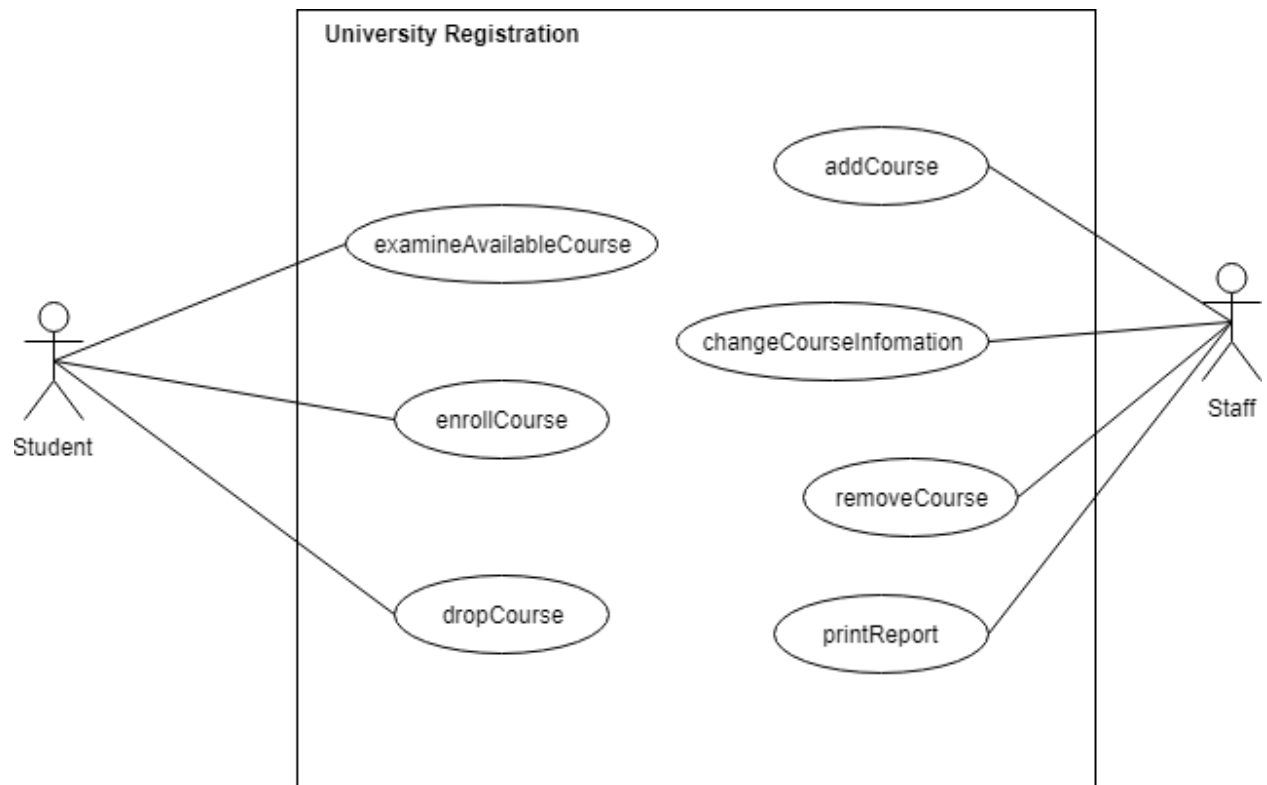 University Registration
addCourse
examineAvailableCourse
changeCourseInfomation
Staff
enrollCourse
Student
removeCourse
dropCourse
printReport